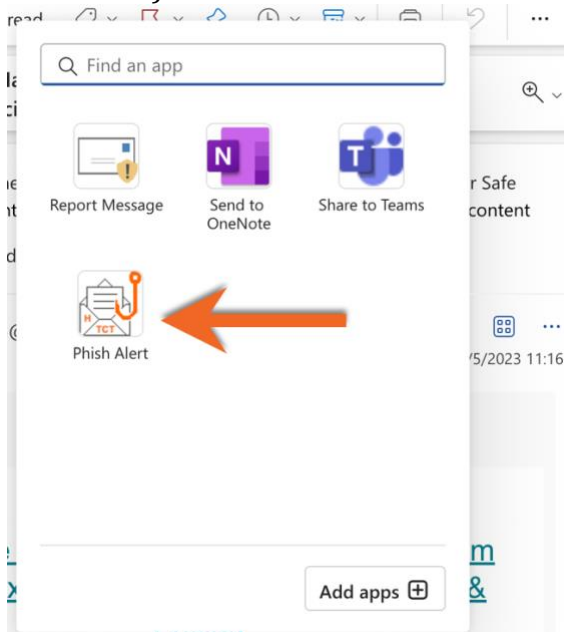 read
Find an app
r Safe
content
Report Message
Send to
OneNote
Share to Teams
N
T
H
TCT
Phish Alert
/5/2023 11:16
m
&
Add apps